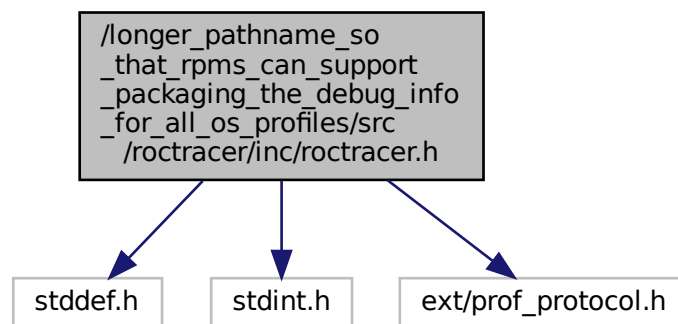 /longer_pathname_so
_that_rpms_can_support
_packaging_the_debug_info
_for_all_os_profiles/src
/roctracer/inc/roctracer.h
stddef.h
stdint.h
ext/prof_protocol.h